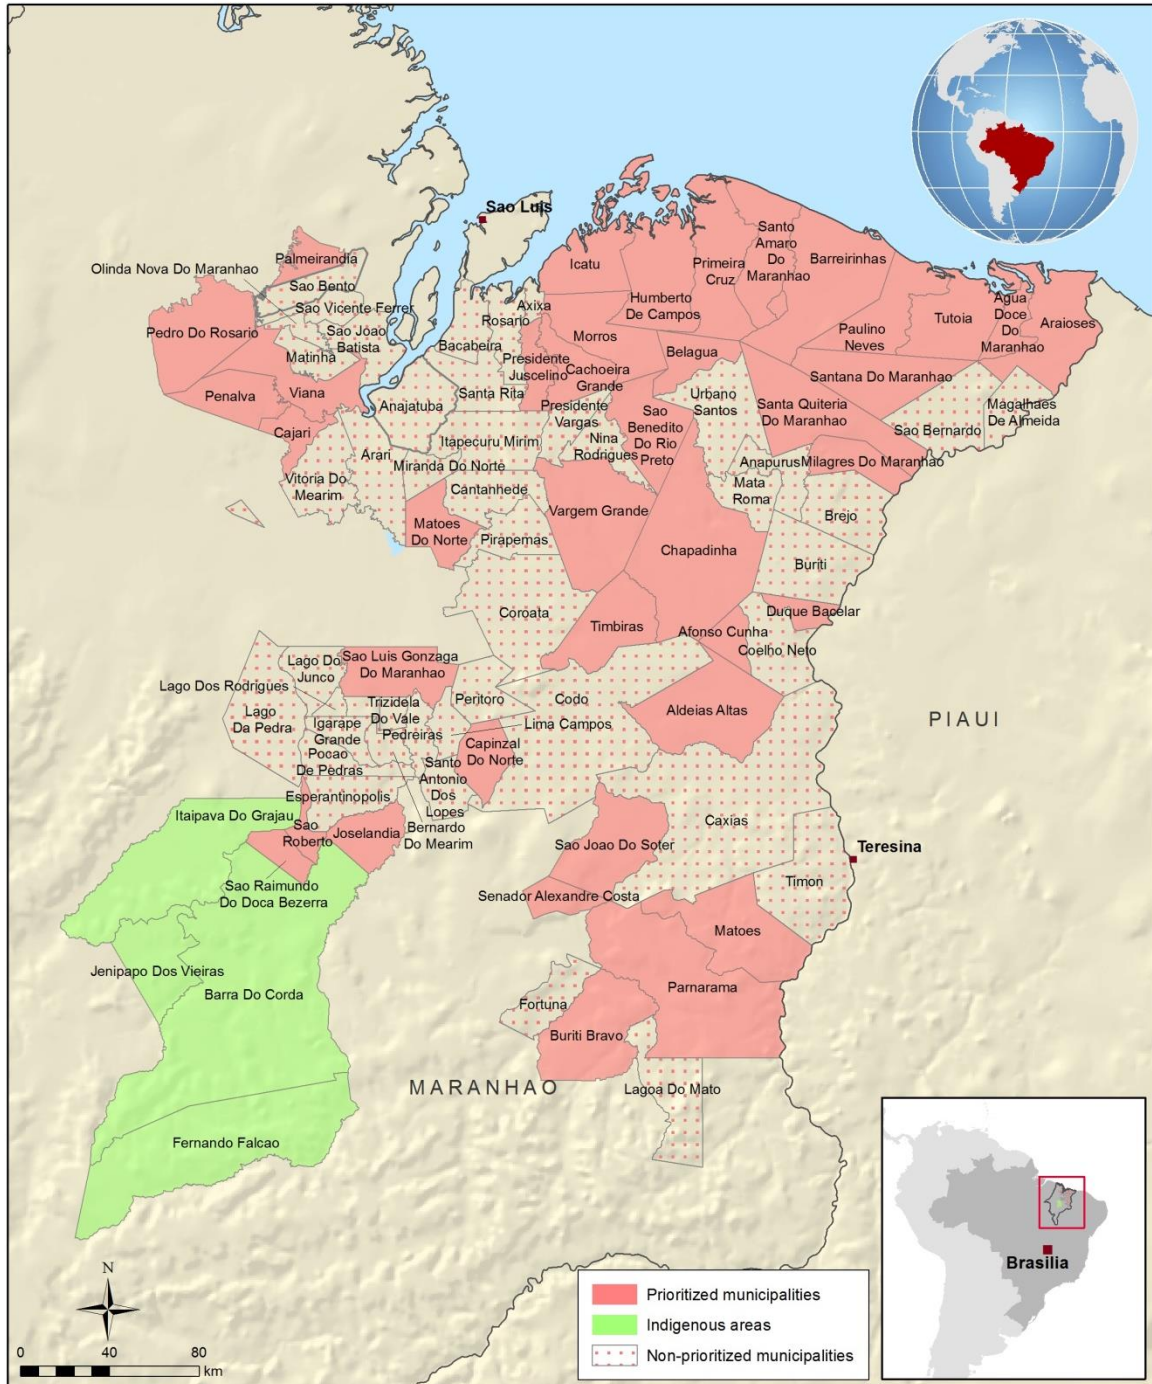 Sao Luis
Olinda Nova Do Maranhao
Palmeirandia
Sao Bento
Sao Vicente Ferrer
Pedro Do Rosario
Sao Joao
Batista
Matinha
Penalva
Viana
Cajari
Anajatuba
Arari
Vitoria Do
Mearim
Bacabeira
Rosario
Axixa
Santa Rita
Presidente
Juscelino
Icatu
Morros
Cachoeira
Grande
Humberto
De Campos
Primeira
Cruz
Santo
Amaro
Do
Maranhao
Barreirinhas
Paulino
Neves
Tutoia
Agua
Doce
Do
Maranhao
Araioses
Belagua
Santana Do Maranhao
Urbano
Santos
Santa Quiteria
Do Maranhao
Sao Bernardo
Magalhaes
De Almeida
Presidente
Vargas
Nina
Rodrigues
Sao
Benedito
Do Rio
Preto
Itapecuru Mirim
Miranda Do Norte
Cantanhede
Matoes
Do Norte
Pirapemas
Vargem Grande
Anapurus
Milagres Do Maranhao
Mata
Roma
Brejo
Chapadinha
Buriti
Coroata
Timbiras
Duque Bacelar
Afonso Cunha
Coelho Neto
Sao Luis Gonzaga
Do Maranhao
Lago Do
Junco
Lago Dos Rodrigues
Lago
Da Pedra
Trizidela
Do Vale
Igarape
Grande
Pedreiras
Pocao
De Pedras
Peritoro
Codo
Lima Campos
Capinzal
Do Norte
Santo
Antonio
Dos
Lopes
Bernardo
Do Mearim
Aldeias Altas
PIAUI
Esperantinopolis
Itaipava Do Grajau
Sao
Roberto
Joselandia
Sao Raimundo
Do Doca Bezerra
Caxias
Sao Joao Do Soter
Teresina
Timon
Senador Alexandre Costa
Matoes
Jenipapo Dos Vieiras
Barra Do Corda
Parnarama
Fortuna
Buriti Bravo
MARANHAO
Lagoa Do Mato
Fernando Falcao
Brasilia
N
0 40 80
km
Prioritized municipalities
Indigenous areas
Non-prioritized municipalities